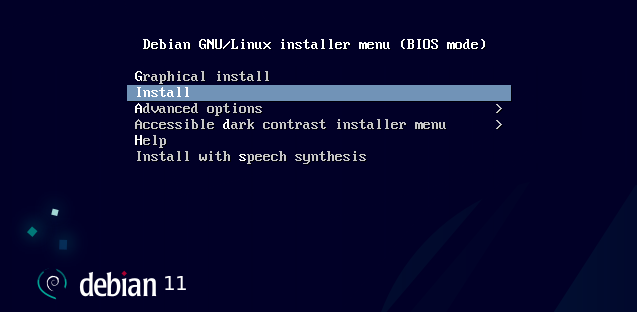 Debian GNU/Linux installer menu (BIOS mode)
Graphical install
Install
Advanced options >
Accessible dark contrast installer menu >
Help
Install with speech synthesis
debian 11